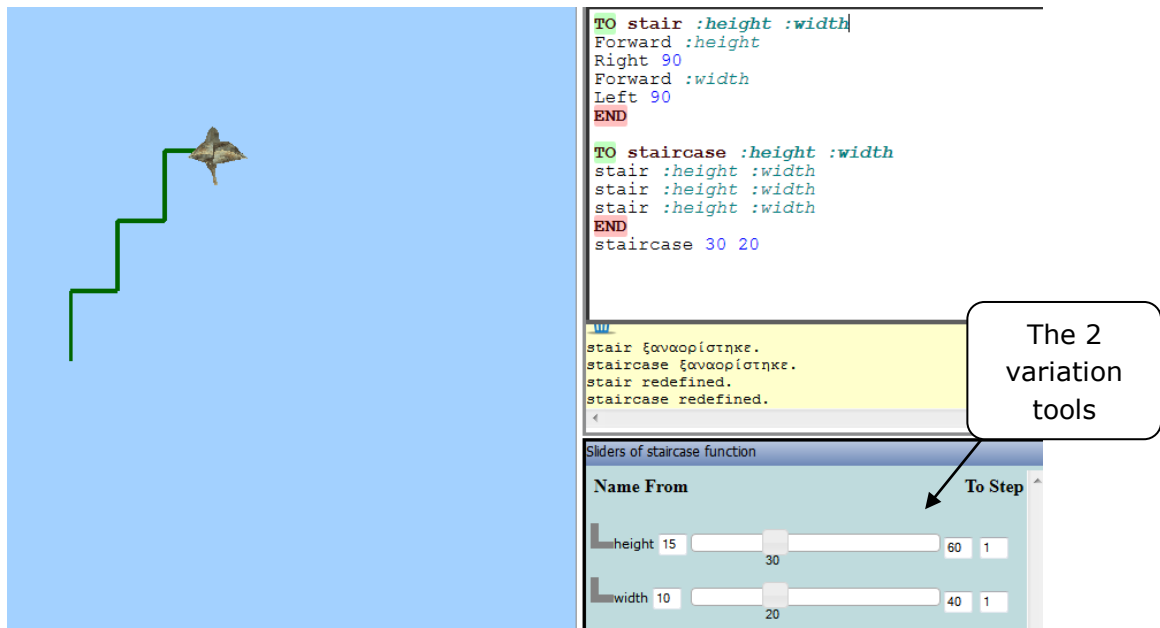 TO stair :height :width
Forward :height
Right 90
Forward :width
Left 90
END
TO staircase :height :width
stair :height :width
stair :height :width
stair :height :width
END
staircase 30 20
stair ξαναορίστηκε.
staircase ξαναορίστηκε.
stair redefined.
staircase redefined.
The 2
variation
tools
Sliders of staircase function
Name From To Step
height 15 60 1
30
width 10 40 1
20